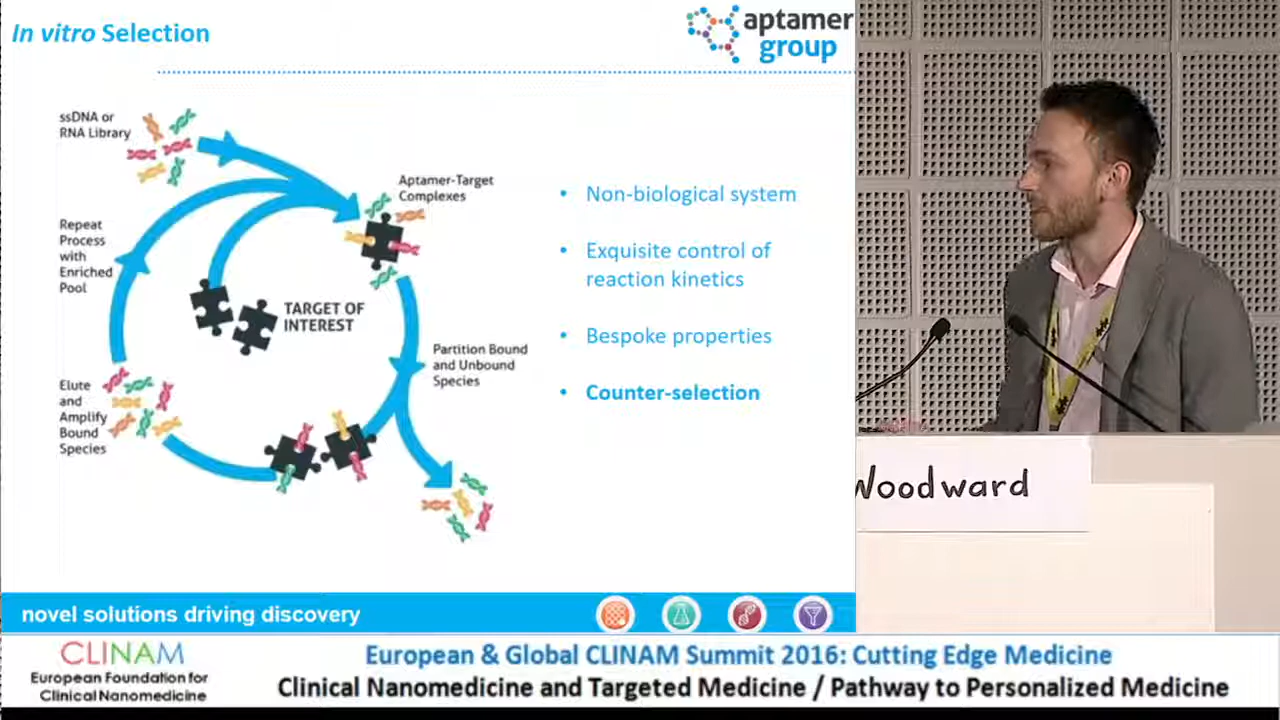 In vitro Selection
aptamer
group
ssDNA or
RNA Library
Aptamer-Target
Complexes
Repeat
Process
with
Enriched
Pool
TARGET OF
INTEREST
Partition Bound
and Unbound
Species
Elute
and
Amplify
Bound
Species
• Non-biological system
• Exquisite control of
reaction kinetics
• Bespoke properties
• Counter-selection
Woodward
novel solutions driving discovery
CLINAM
European Foundation for
Clinical Nanomedicine
European & Global CLINAM Summit 2016: Cutting Edge Medicine
Clinical Nanomedicine and Targeted Medicine / Pathway to Personalized Medicine